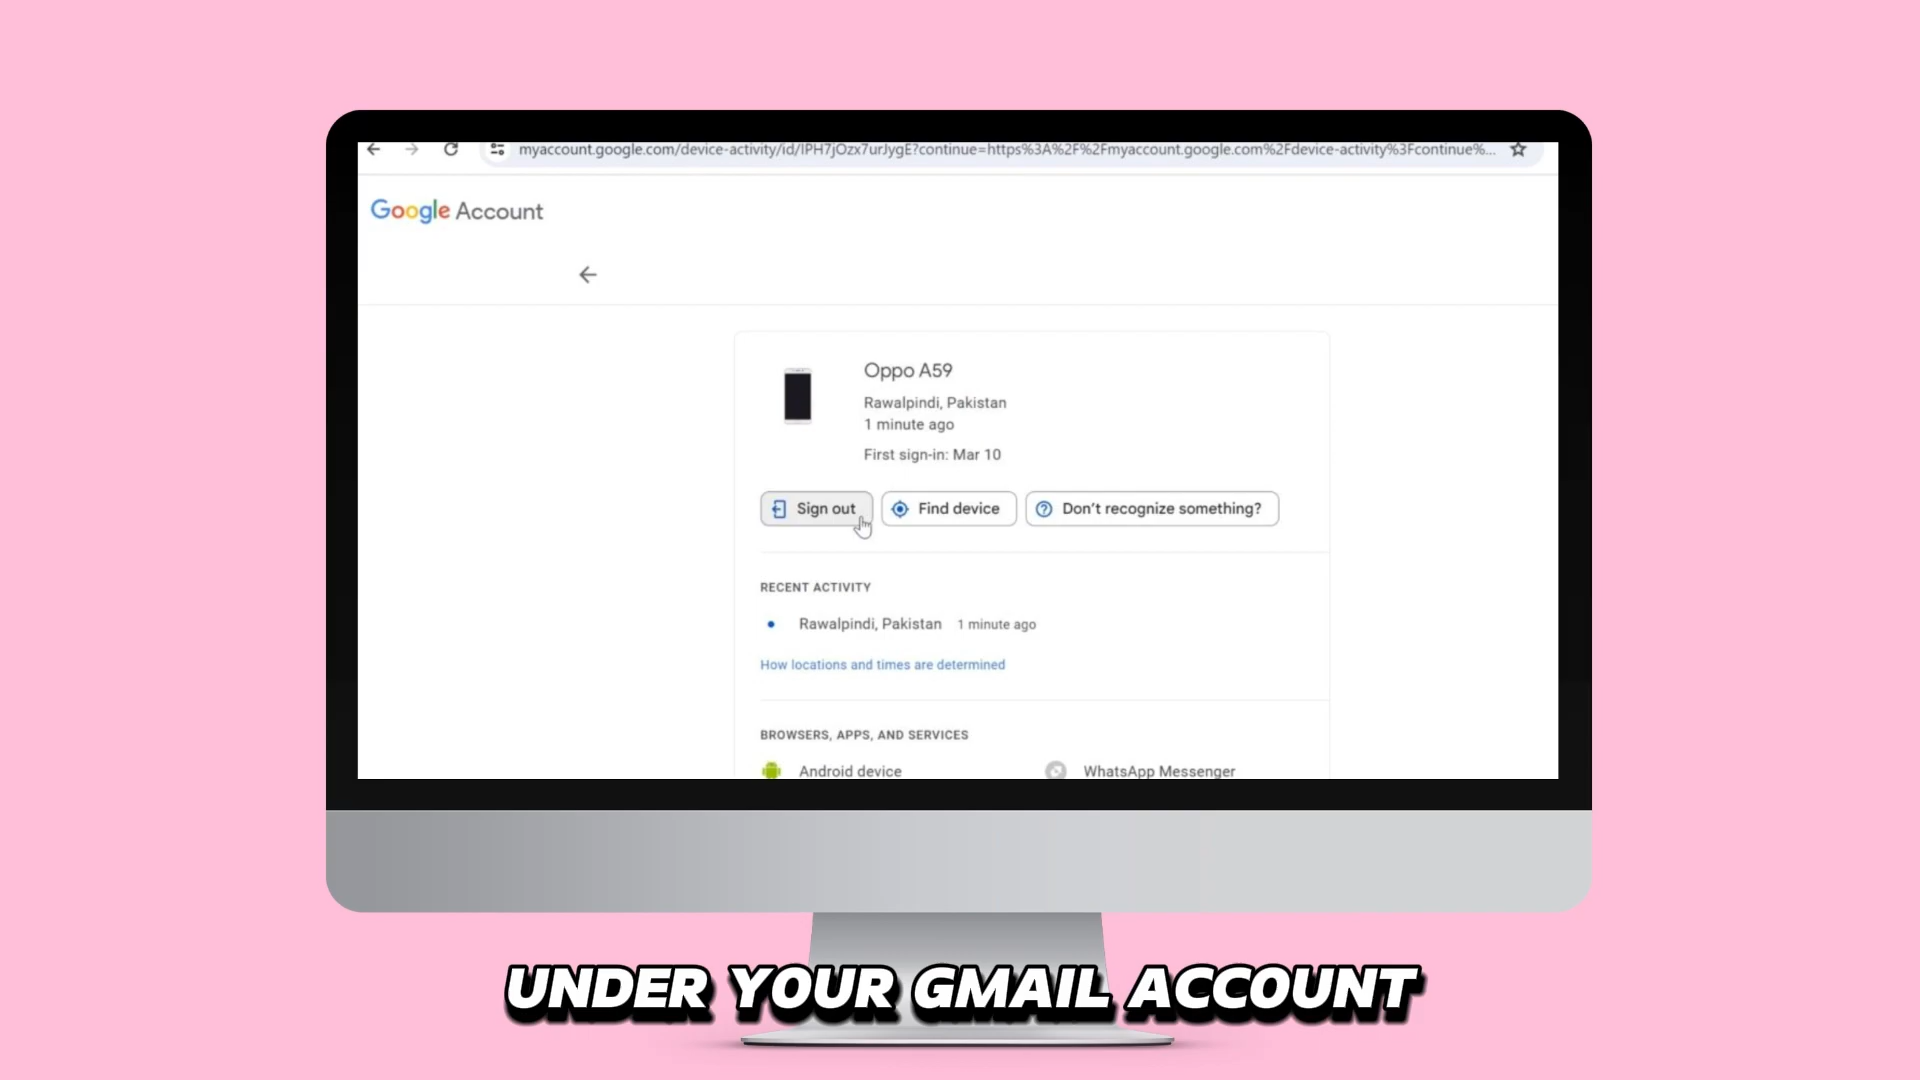 myaccount.google.com/device-activity/id/IPH7jOzx7urJygE?continue=https%3A%2F%2Fmyaccount.google.com%2Fdevice-activity%3Fcontinue%...
Google Account
Oppo A59
Rawalpindi, Pakistan
1 minute ago
First sign-in: Mar 10
Sign out
Find device
Don't recognize something?
RECENT ACTIVITY
Rawalpindi, Pakistan 1 minute ago
How locations and times are determined
BROWSERS, APPS, AND SERVICES
Android device
WhatsApp Messenger
UNDER YOUR GMAIL ACCOUNT